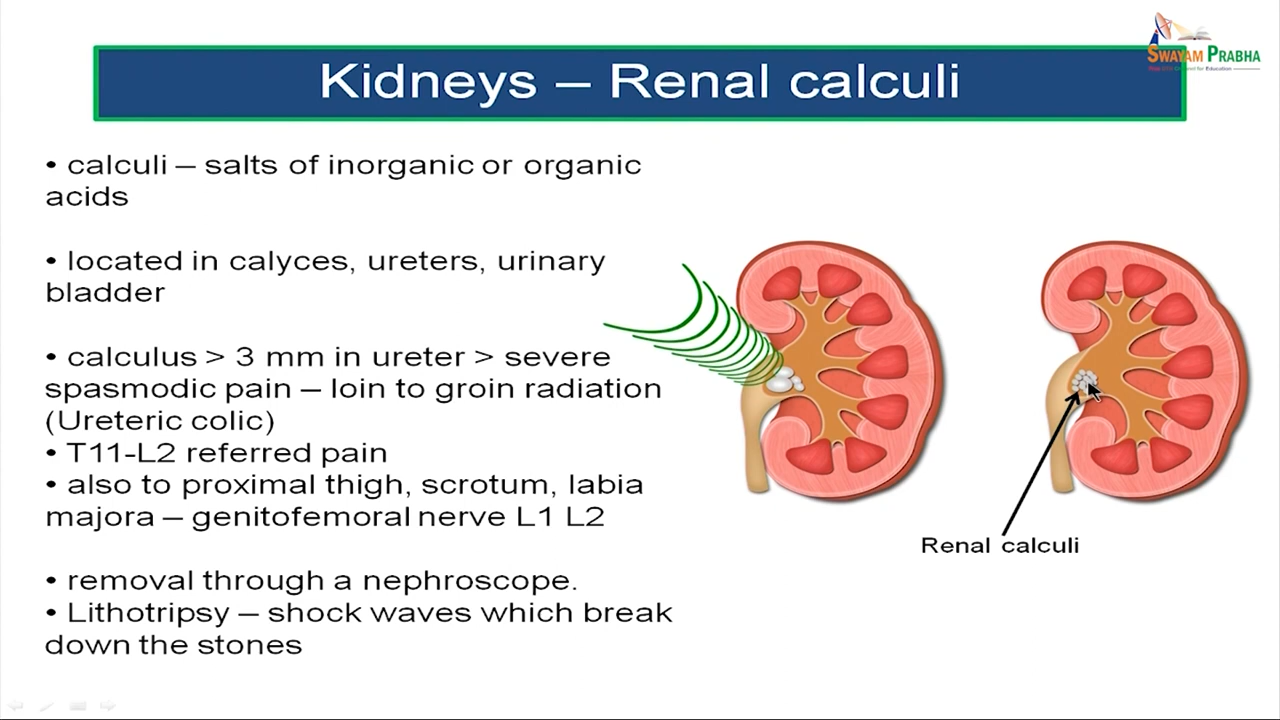 SWAYAM PRABHA
Kidneys – Renal calculi
• calculi – salts of inorganic or organic
acids
• located in calyces, ureters, urinary
bladder
• calculus > 3 mm in ureter > severe
spasmodic pain – loin to groin radiation
(Ureteric colic)
• T11-L2 referred pain
• also to proximal thigh, scrotum, labia
majora – genitofemoral nerve L1 L2
• removal through a nephroscope.
• Lithotripsy – shock waves which break
down the stones
Renal calculi